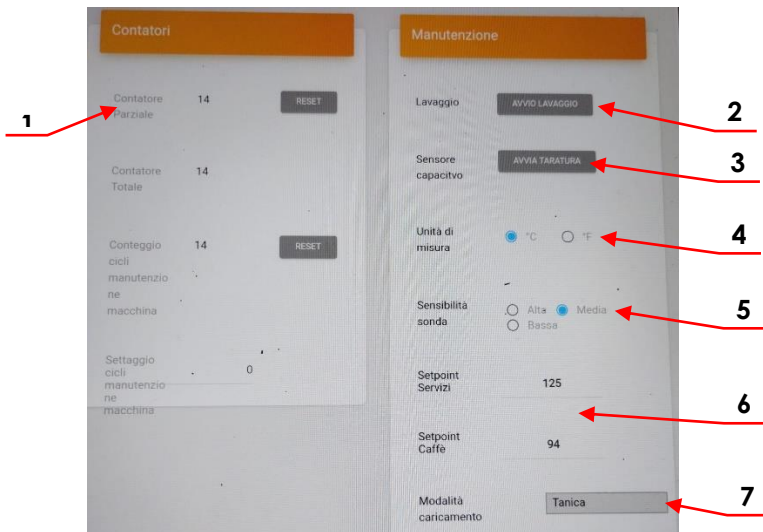 Contatori
Contatore
Parziale
14
RESET
Contatore
Totale
14
Conteggio
cicli
manutenzio
ne
macchina
14
RESET
Settaggio
cicli
manutenzio
ne
macchina
0
1
Manutenzione
Lavaggio
AVVIO LAVAGGIO
2
Sensore
capacitvo
AVVIA TARATURA
3
Unità di
misura
°C
°F
4
Sensibilità
sonda
Alta
Media
Bassa
5
Setpoint
Servizi
125
6
Setpoint
Caffè
94
Modalità
caricamento
Tanica
7